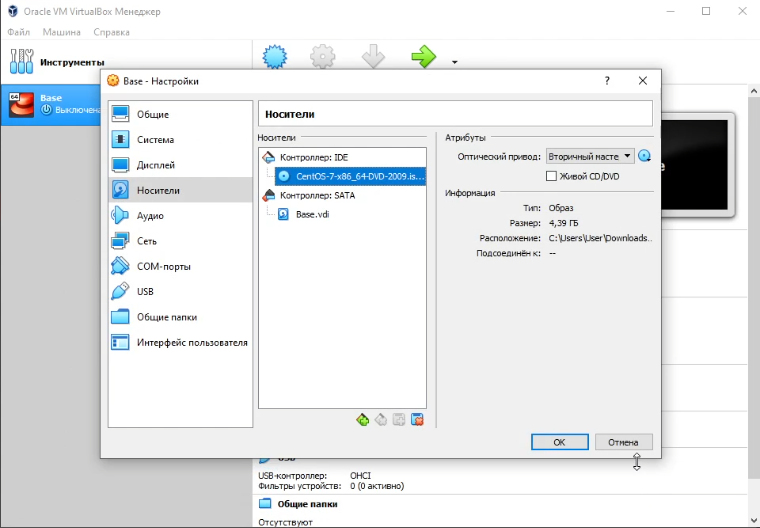 Oracle VM VirtualBox Менеджер
Файл Машина Справка
Инструменты
64
Base
Выключена
Base - Настройки
?
Общие
Система
Дисплей
Носители
Аудио
Сеть
COM-порты
USB
Общие папки
Интерфейс пользователя
Носители
Носители
Контроллер: IDE
CentOS-7-x86_64-DVD-2009.is...
Контроллер: SATA
Base.vdi
Атрибуты
Оптический привод: Вторичный масте
Живой CD/DVD
Информация
Тип: Образ
Размер: 4,39 ГБ
Расположение: C:\Users\User\Downloads..
Подсоединён к: --
OK Отмена
USB
USB-контроллер: OHCI
Фильтры устройств: 0 (0 активно)
Общие папки
Отсутствуют